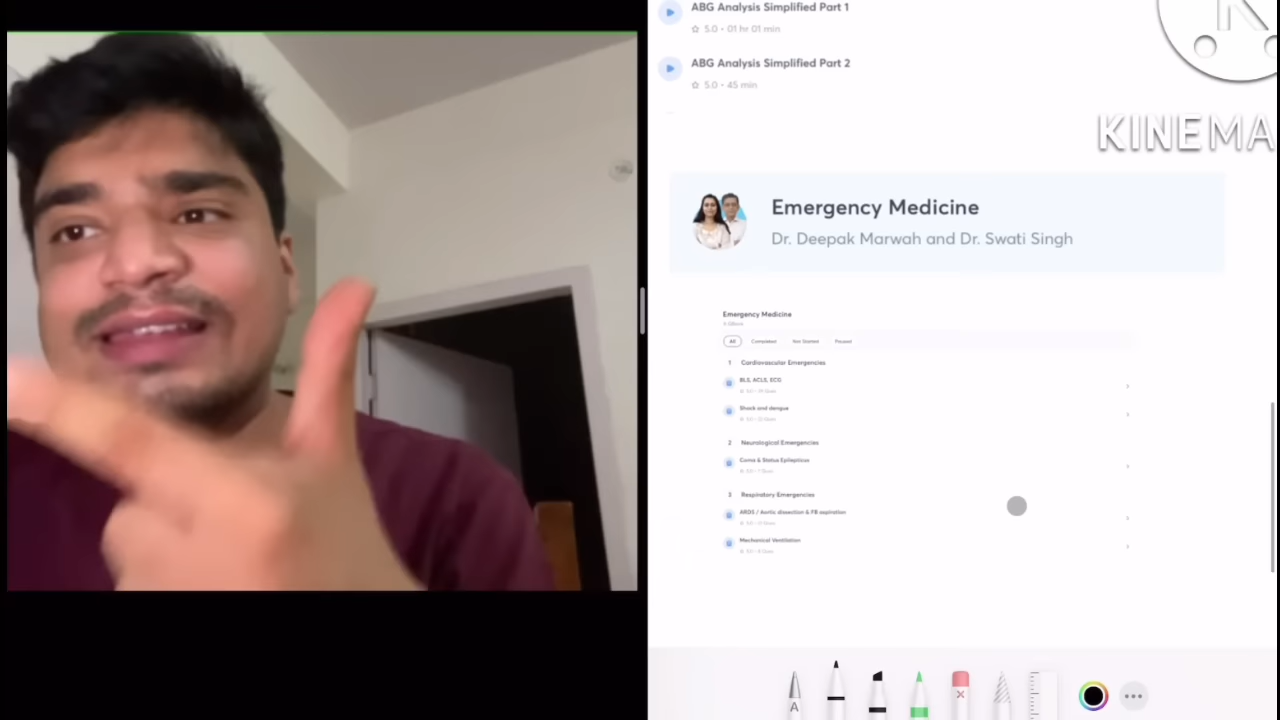 ABG Analysis Simplified Part 1
5.0 • 01 hr 01 min
ABG Analysis Simplified Part 2
5.0 • 45 min
KINEMA
Emergency Medicine
Dr. Deepak Marwah and Dr. Swati Singh
Emergency Medicine
All Completed Not Started Paused
1 Cardiovascular Emergencies
BLS, ACLS, ECG
Shock and dengue
2 Neurological Emergencies
Coma & Status Epilepticus
3 Respiratory Emergencies
ARDS / Aortic dissection & FB aspiration
Mechanical Ventilation
A